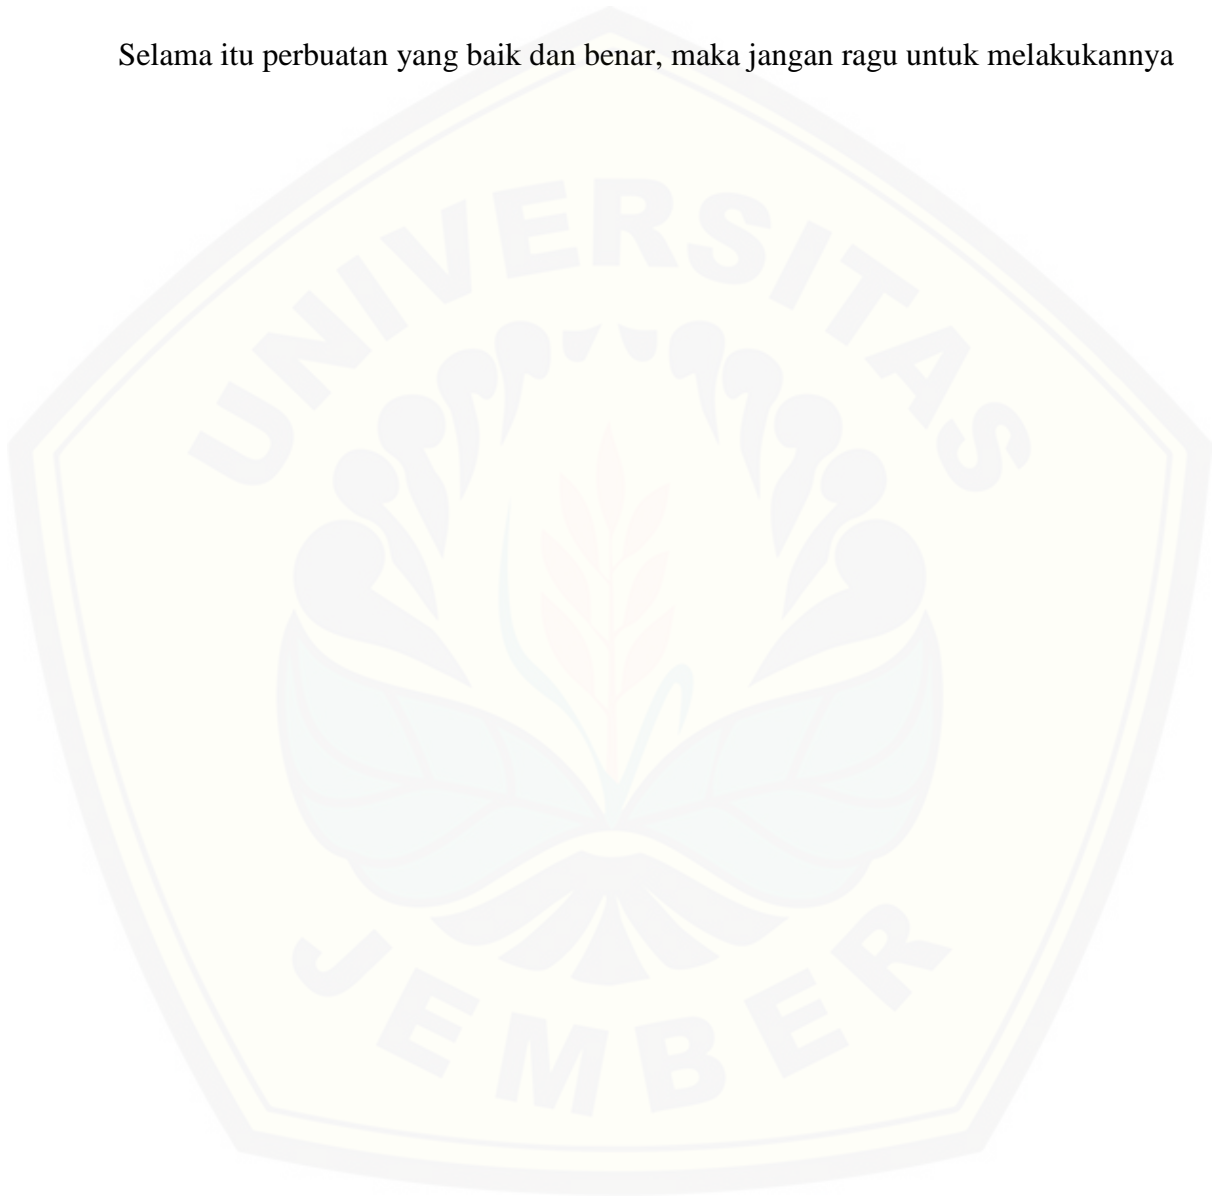 Selama itu perbuatan yang baik dan benar, maka jangan ragu untuk melakukannya
UNIVERSITAS
JEMBER